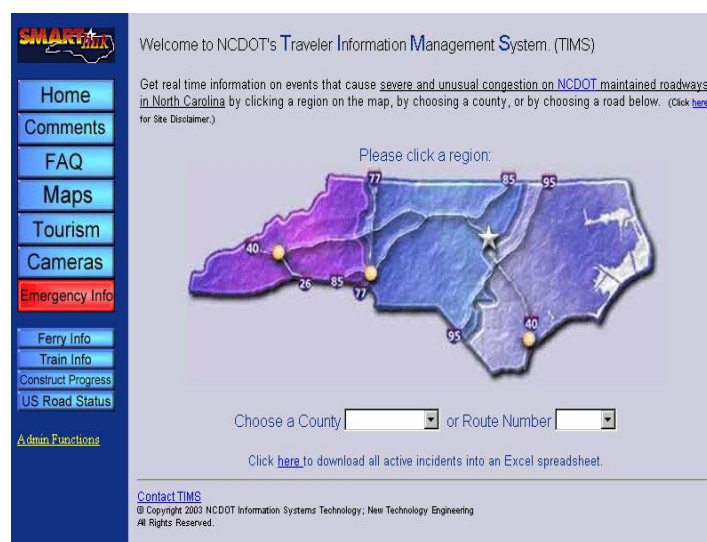 SMARTlink
Home
Comments
FAQ
Maps
Tourism
Cameras
Emergency Info
Ferry Info
Train Info
Construct Progress
US Road Status
Admin Functions
Welcome to NCDOT's Traveler Information Management System. (TIMS)
Get real time information on events that cause severe and unusual congestion on NCDOT maintained roadways
in North Carolina by clicking a region on the map, by choosing a county, or by choosing a road below. (Click here
for Site Disclaimer.)
Please click a region:
77
85
95
40
26
85
77
95
40
Choose a County or Route Number
Click here to download all active incidents into an Excel spreadsheet.
Contact TIMS
© Copyright 2003 NCDOT Information Systems Technology; New Technology Engineering
All Rights Reserved.